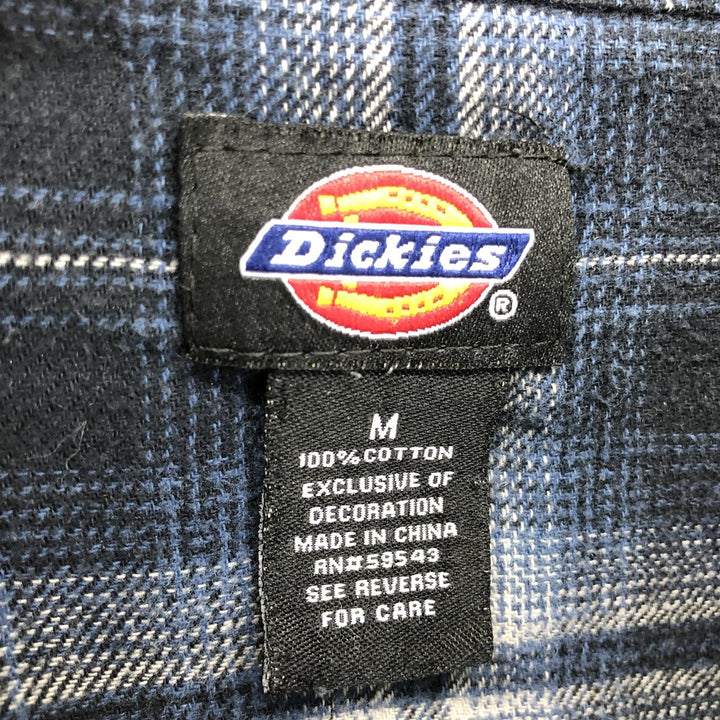 Dickies
®
M
100% COTTON
EXCLUSIVE OF
DECORATION
MADE IN CHINA
RN#59543
SEE REVERSE
FOR CARE